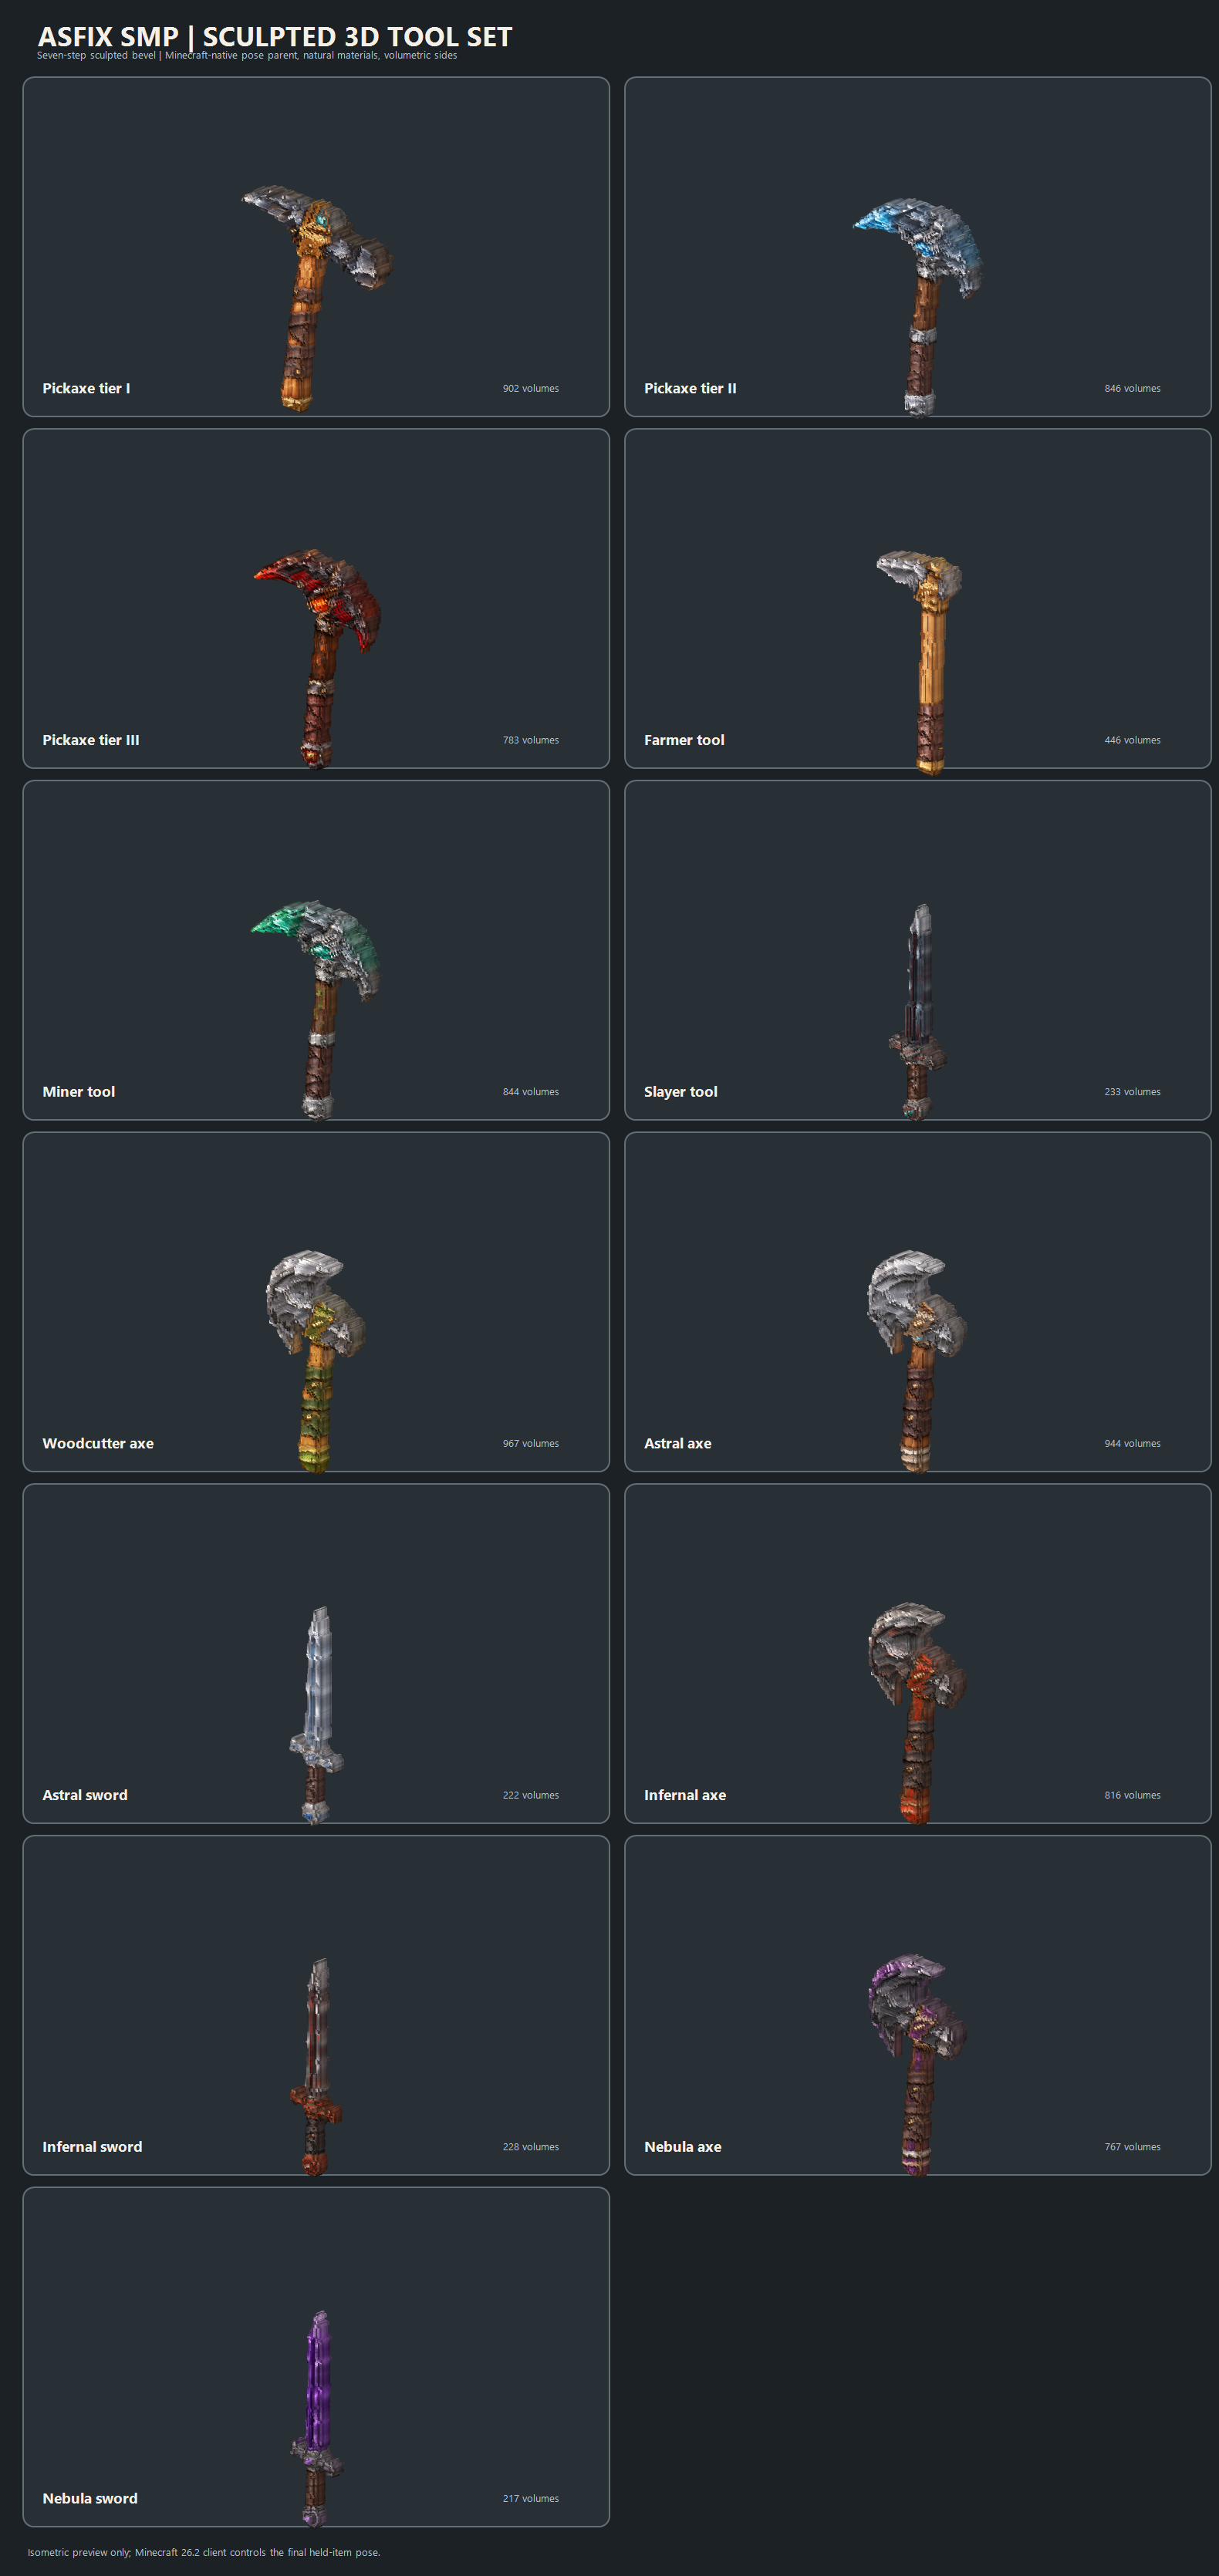 ASFIX SMP | SCULPTED 3D TOOL SET
Seven-step sculpted bevel | Minecraft-native pose parent, natural materials, volumetric sides
Pickaxe tier I
902 volumes
Pickaxe tier II
846 volumes
Pickaxe tier III
783 volumes
Farmer tool
446 volumes
Miner tool
844 volumes
Slayer tool
233 volumes
Woodcutter axe
967 volumes
Astral axe
944 volumes
Astral sword
222 volumes
Infernal axe
816 volumes
Infernal sword
228 volumes
Nebula axe
767 volumes
Nebula sword
217 volumes
Isometric preview only; Minecraft 26.2 client controls the final held-item pose.